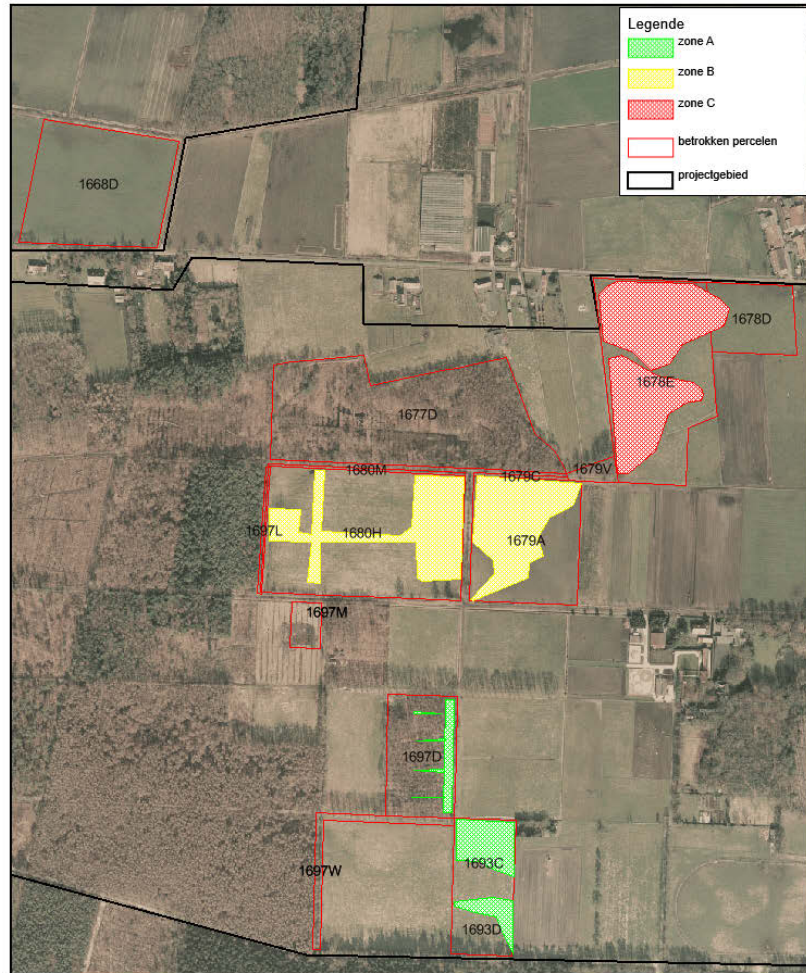 Legende
zone A
zone B
zone C
betrokken percelen
projectgebied
1668D
1678D
1678E
1677D
1679V
1680M
1679C
1697L
1680H
1679A
1697M
1697D
1693C
1697W
1693D